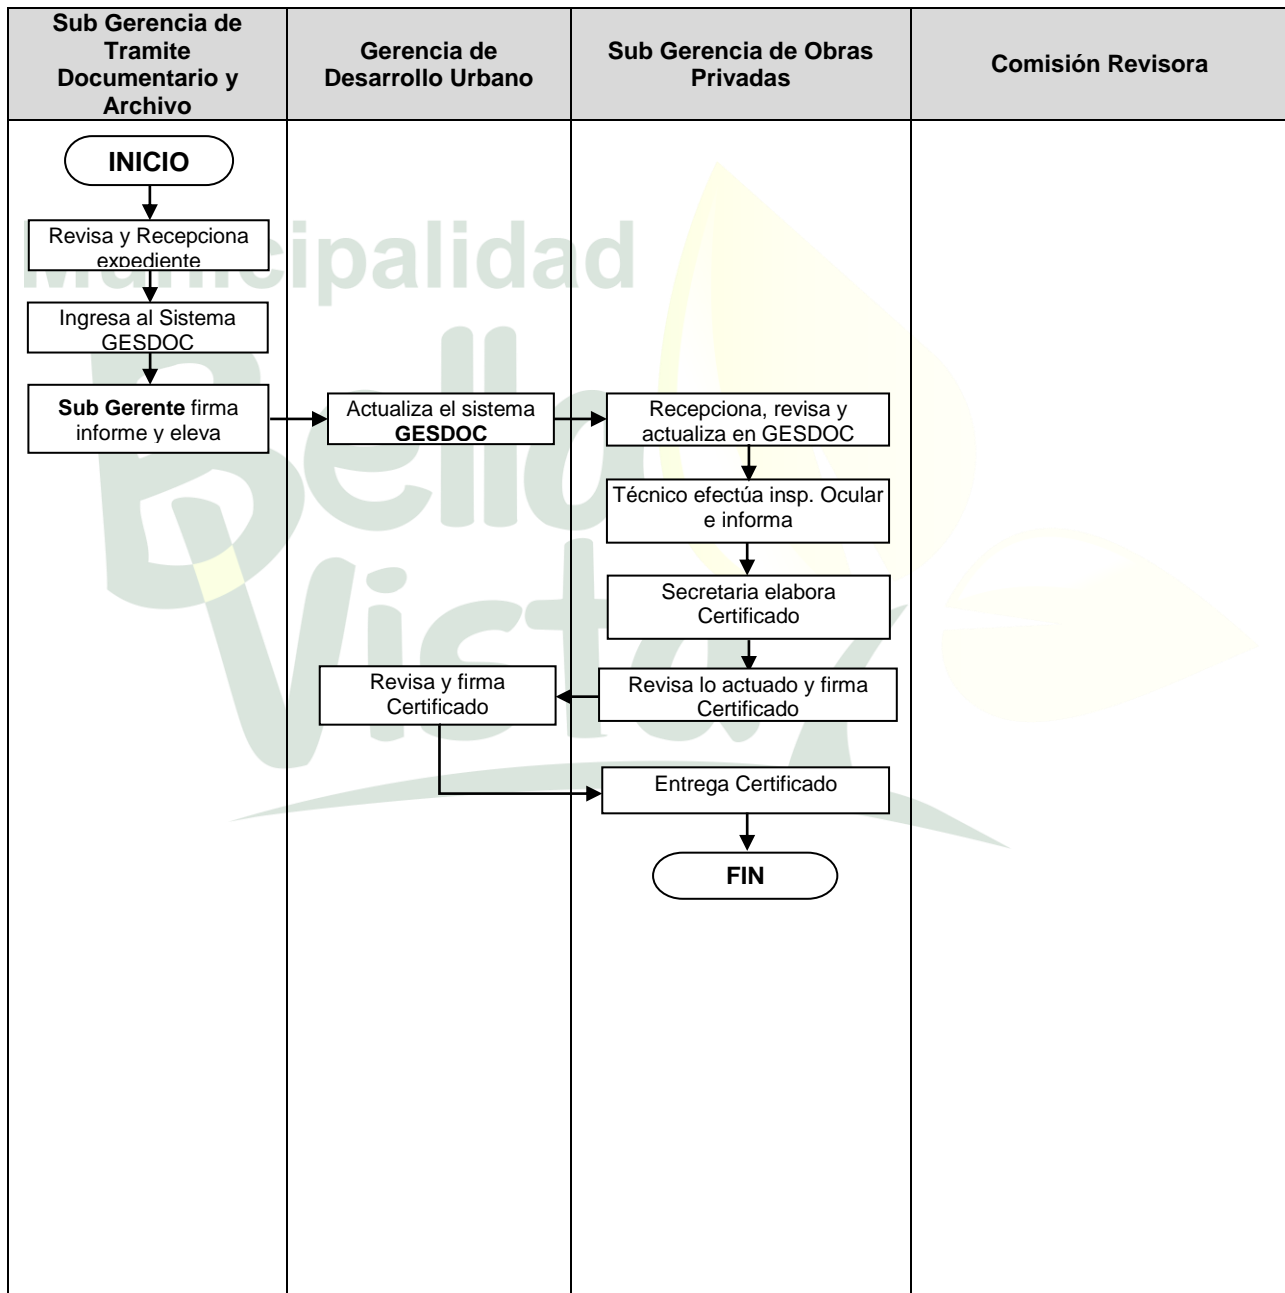 Sub Gerencia de
Tramite
Documentario y
Archivo
Gerencia de
Desarrollo Urbano
Sub Gerencia de Obras
Privadas
Comisión Revisora
INICIO
Revisa y Recepciona
expediente
Municipalidad
Ingresa al Sistema
GESDOC
Bella
Vista
Sub Gerente firma
informe y eleva
Actualiza el sistema
GESDOC
Recepciona, revisa y
actualiza en GESDOC
Técnico efectúa insp. Ocular
e informa
Secretaria elabora
Certificado
Revisa lo actuado y firma
Certificado
Revisa y firma
Certificado
Entrega Certificado
FIN